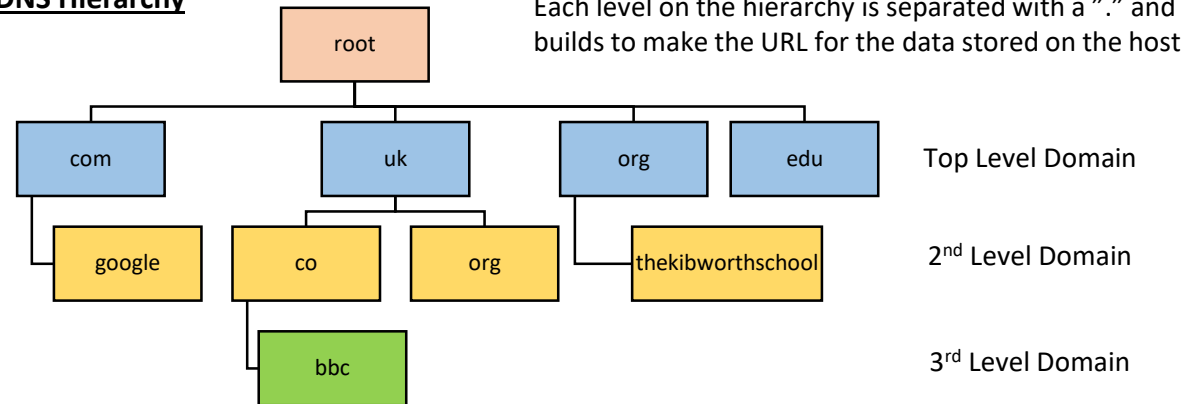 DNS Hierarchy
Each level on the hierarchy is separated with a "." and
builds to make the URL for the data stored on the host
root
com
uk
org
edu
Top Level Domain
google
co
org
thekibworthschool
2nd Level Domain
bbc
3rd Level Domain